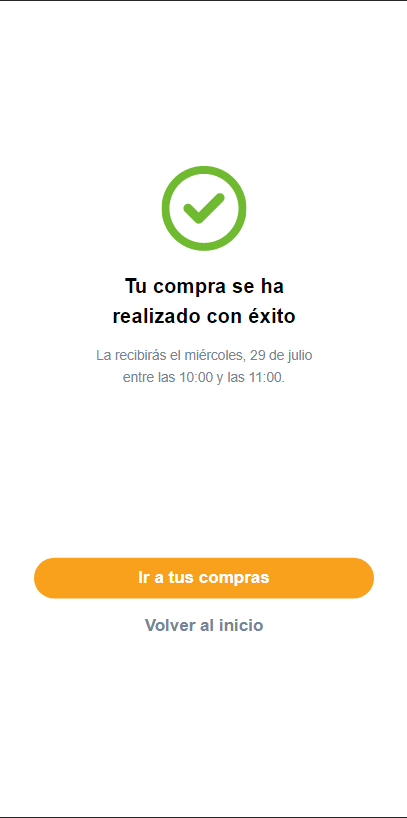 Tu compra se ha
realizado con éxito
La recibirás el miércoles, 29 de julio
entre las 10:00 y las 11:00.
Ir a tus compras
Volver al inicio